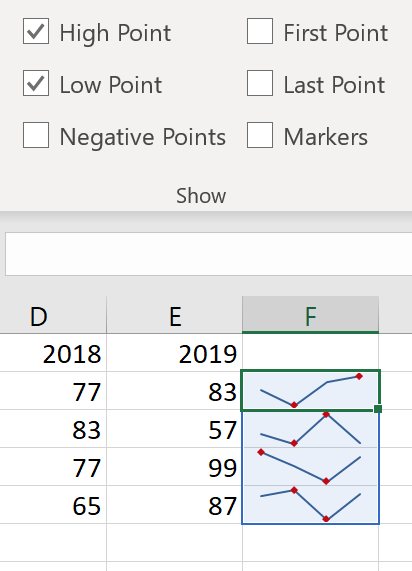 High Point First Point
Low Point Last Point
Negative Points Markers
Show
D E F
2018 2019
77 83
83 57
77 99
65 87